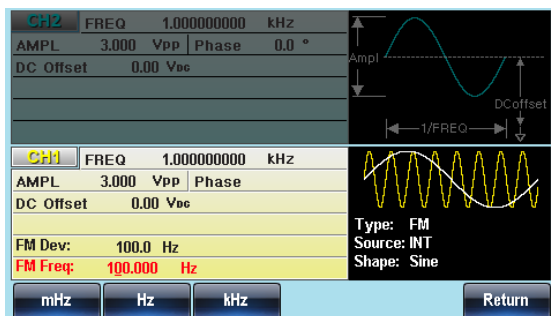 CH2 FREQ 1.000000000 kHz
AMPL 3.000 Vpp Phase 0.0 °
DC Offset 0.00 VDC
Ampl
DCoffset
1/FREQ
CH1 FREQ 1.000000000 kHz
AMPL 3.000 Vpp Phase
DC Offset 0.00 VDC
FM Dev: 100.0 Hz
FM Freq: 100.000 Hz
Type: FM
Source: INT
Shape: Sine
mHz Hz kHz Return